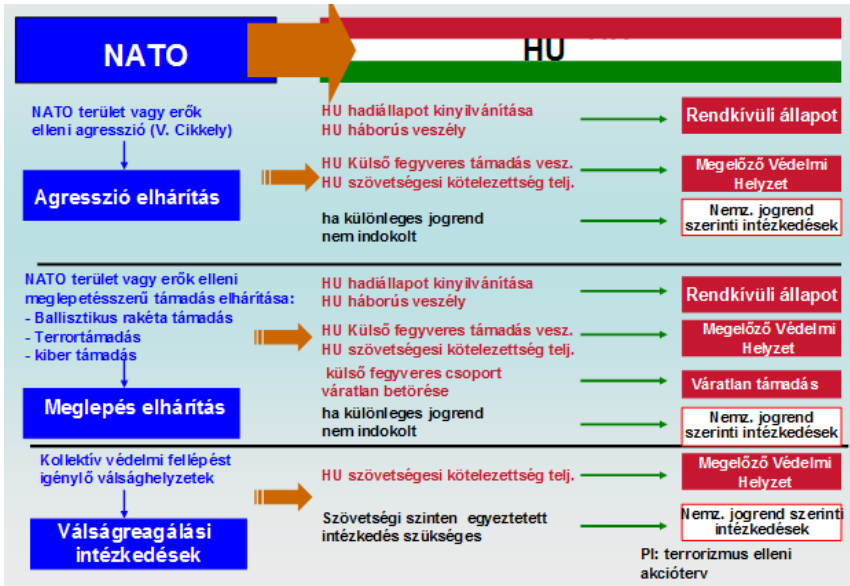 NATO
HU
NATO terület vagy erők
elleni agresszió (V. Cikkely)
Agresszió elhárítás
HU hadiállapot kinyilvánítása
HU háborús veszély
Rendkívüli állapot
HU Külső fegyveres támadás vesz.
HU szövetségesi kötelezettség telj.
Megelőző Védelmi
Helyzet
ha különleges jogrend
nem indokolt
Nemz. jogrend
szerinti intézkedések
NATO terület vagy erők elleni
meglepetésszerű támadás elhárítása:
- Ballisztikus rakéta támadás
- Terrortámadás
- kiber támadás
Meglepés elhárítás
HU hadiállapot kinyilvánítása
HU háborús veszély
Rendkívüli állapot
HU Külső fegyveres támadás vesz.
HU szövetségesi kötelezettség telj.
Megelőző Védelmi
Helyzet
külső fegyveres csoport
váratlan betörése
Váratlan támadás
ha különleges jogrend
nem indokolt
Nemz. jogrend
szerinti intézkedések
Kollektív védelmi fellépést
igénylő válsághelyzetek
Válságreagálási
intézkedések
HU szövetségesi kötelezettség telj.
Megelőző Védelmi
Helyzet
Szövetségi szinten egyeztetett
intézkedés szükséges
Nemz. jogrend szerinti
intézkedések
Pl: terrorizmus elleni
akcióterv